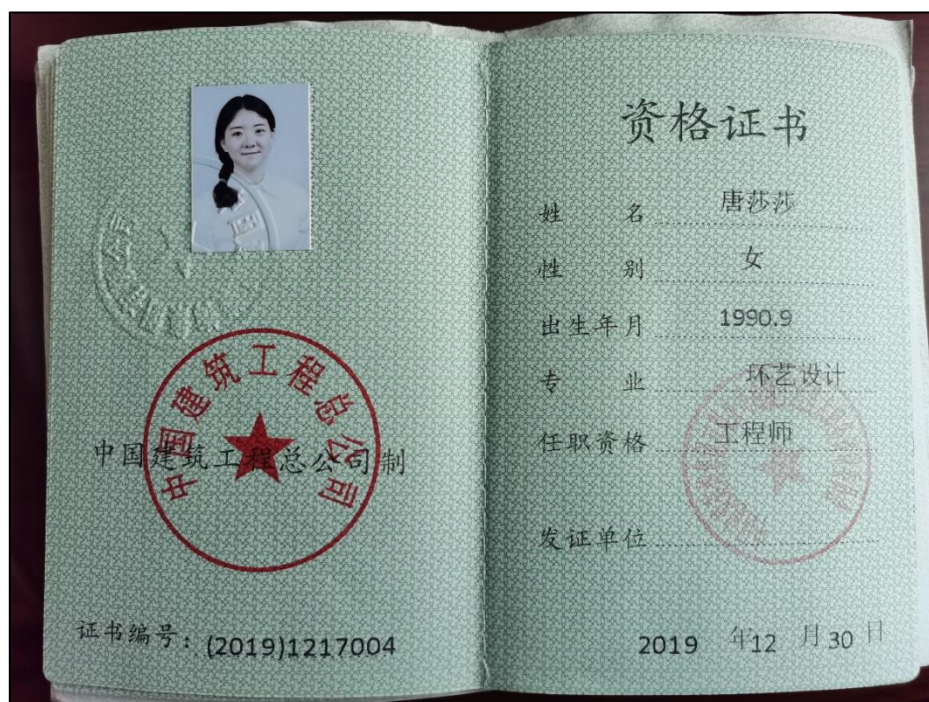 中国建筑工程总公司
中国建筑工程总公司制
证书编号：(2019)1217004
资格证书
姓 名 唐莎莎
性 别 女
出生年月 1990.9
专 业 环艺设计
任职资格 工程师
发证单位
2019 年12 月30 日